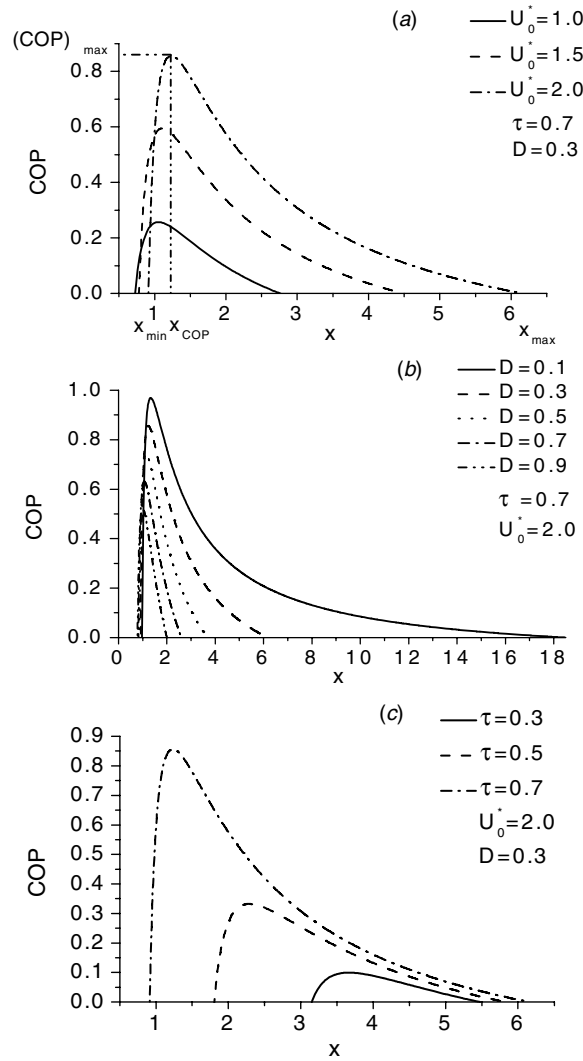 (a)
U*0=1.0
U*0=1.5
U*0=2.0
τ=0.7
D=0.3
(COP)max
0.8
0.6
0.4
0.2
0.0
COP
1 2 3 4 5 6
xmin xCOP x xmax
(b)
D=0.1
D=0.3
D=0.5
D=0.7
D=0.9
τ=0.7
U*0=2.0
1.0
0.8
0.6
0.4
0.2
0.0
COP
0 2 4 6 8 10 12 14 16 18
x
(c)
τ=0.3
τ=0.5
τ=0.7
U*0=2.0
D=0.3
0.9
0.8
0.7
0.6
0.5
0.4
0.3
0.2
0.1
0.0
COP
1 2 3 4 5 6
x